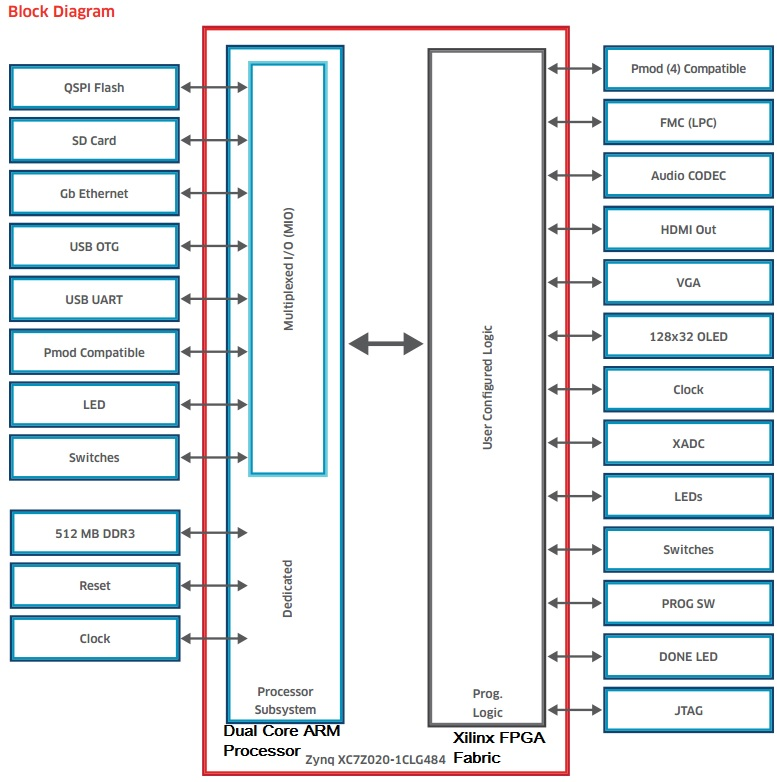 Block Diagram
QSPI Flash
SD Card
Gb Ethernet
USB OTG
USB UART
Pmod Compatible
LED
Switches
512 MB DDR3
Reset
Clock
Multiplexed I/O (MIO)
Dedicated
Processor
Subsystem
Dual Core ARM
Processor
User Configured Logic
Prog.
Logic
Xilinx FPGA
Fabric
Zynq XC7Z020-1CLG484
Pmod (4) Compatible
FMC (LPC)
Audio CODEC
HDMI Out
VGA
128x32 OLED
Clock
XADC
LEDs
Switches
PROG SW
DONE LED
JTAG